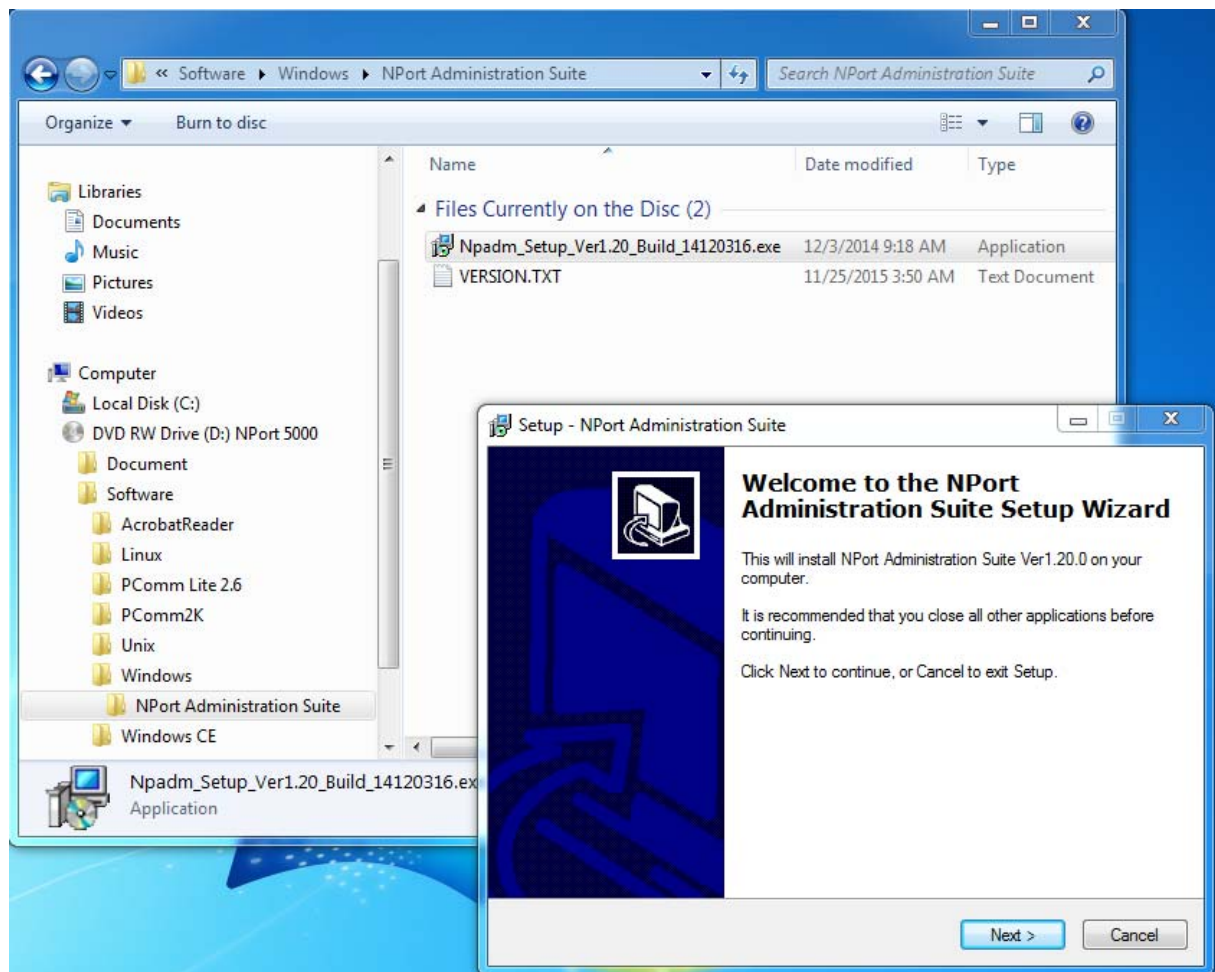 « Software ▸ Windows ▸ NPort Administration Suite
Search NPort Administration Suite
Organize Burn to disc
Name Date modified Type
Libraries
Documents
Music
Pictures
Videos
Computer
Local Disk (C:)
DVD RW Drive (D:) NPort 5000
Document
Software
AcrobatReader
Linux
PComm Lite 2.6
PComm2K
Unix
Windows
NPort Administration Suite
Windows CE
Files Currently on the Disc (2)
Npadm_Setup_Ver1.20_Build_14120316.exe 12/3/2014 9:18 AM Application
VERSION.TXT 11/25/2015 3:50 AM Text Document
Npadm_Setup_Ver1.20_Build_14120316.ex
Application
Setup - NPort Administration Suite
Welcome to the NPort
Administration Suite Setup Wizard
This will install NPort Administration Suite Ver1.20.0 on your
computer.
It is recommended that you close all other applications before
continuing.
Click Next to continue, or Cancel to exit Setup.
Next > Cancel